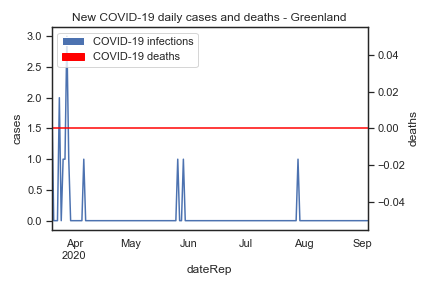 New COVID-19 daily cases and deaths - Greenland
COVID-19 infections
COVID-19 deaths
3.0
2.5
2.0
1.5
1.0
0.5
0.0
cases
0.04
0.02
0.00
−0.02
−0.04
deaths
Apr
2020
May
Jun
Jul
Aug
Sep
dateRep